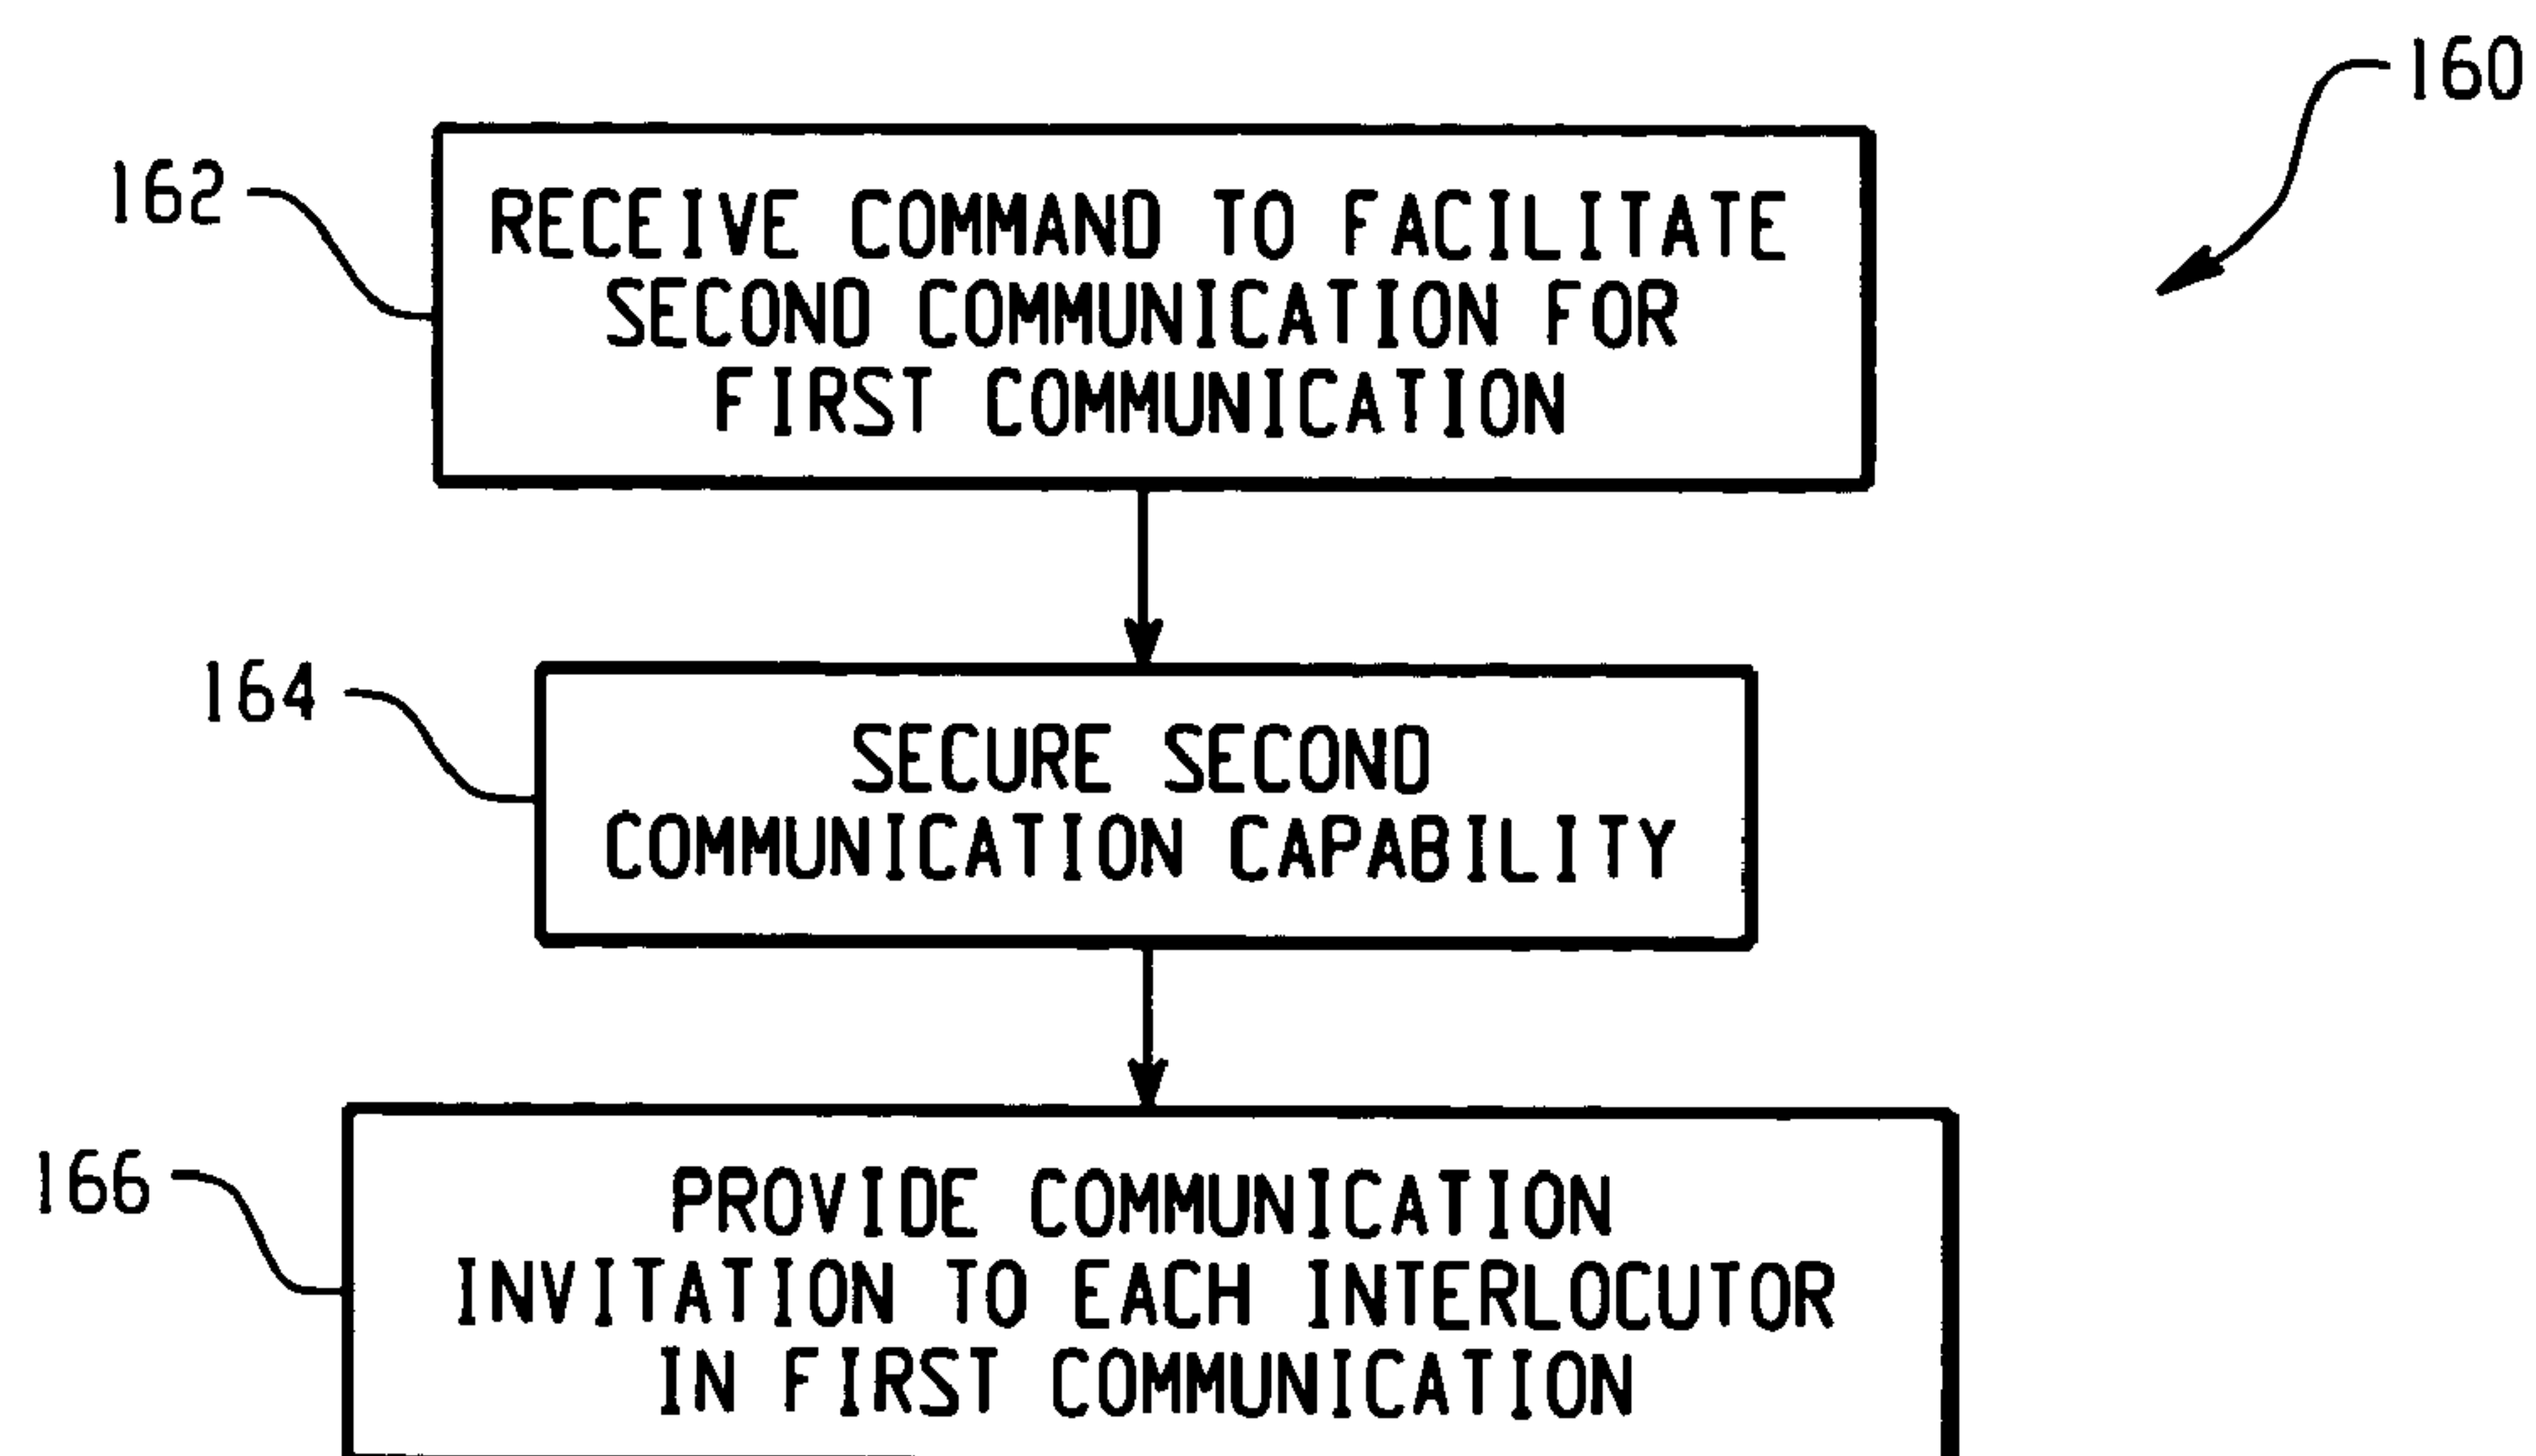 160
162
RECEIVE COMMAND TO FACILITATE
SECOND COMMUNICATION FOR
FIRST COMMUNICATION
164
SECURE SECOND
COMMUNICATION CAPABILITY
166
PROVIDE COMMUNICATION
INVITATION TO EACH INTERLOCUTOR
IN FIRST COMMUNICATION